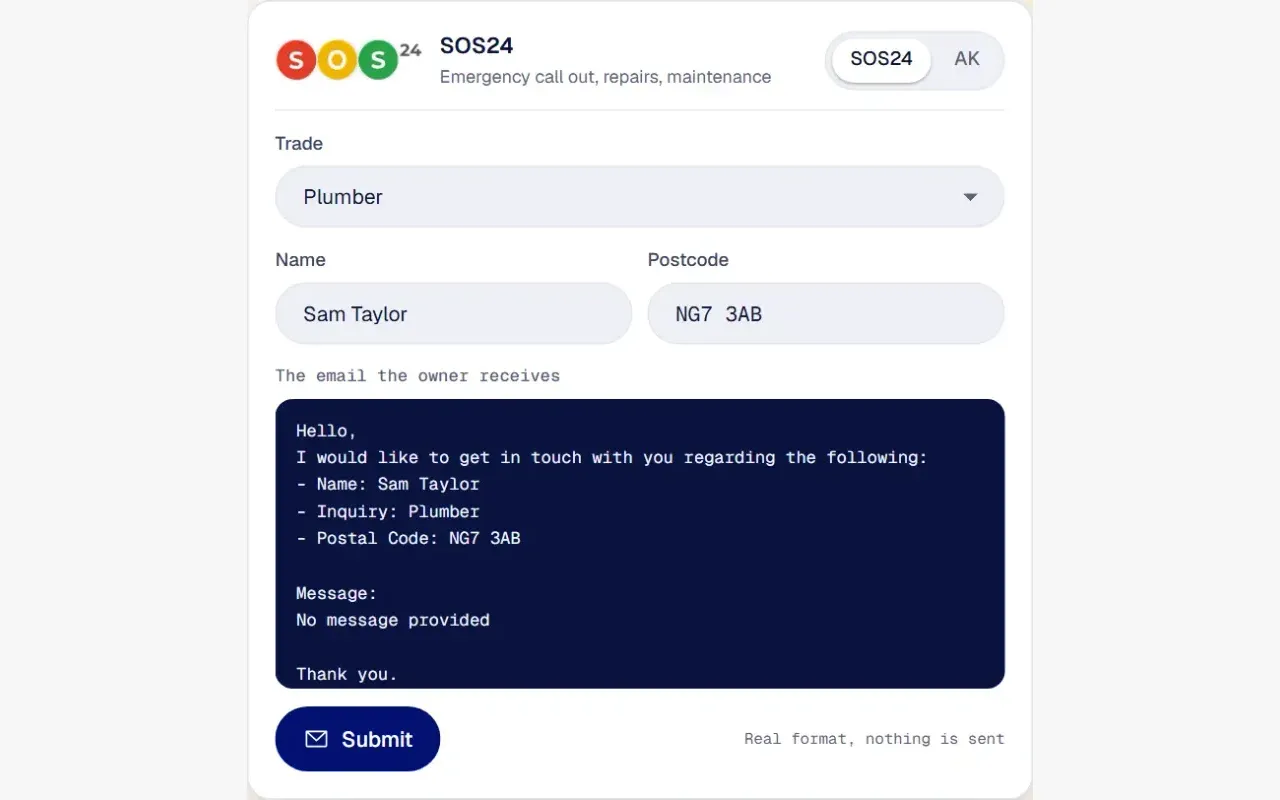 SOS24
SOS24
Emergency call out, repairs, maintenance
SOS24
AK
Trade
Plumber
Name
Postcode
Sam Taylor
NG7 3AB
The email the owner receives
Hello,
I would like to get in touch with you regarding the following:
- Name: Sam Taylor
- Inquiry: Plumber
- Postal Code: NG7 3AB
Message:
No message provided
Thank you.
Submit
Real format, nothing is sent